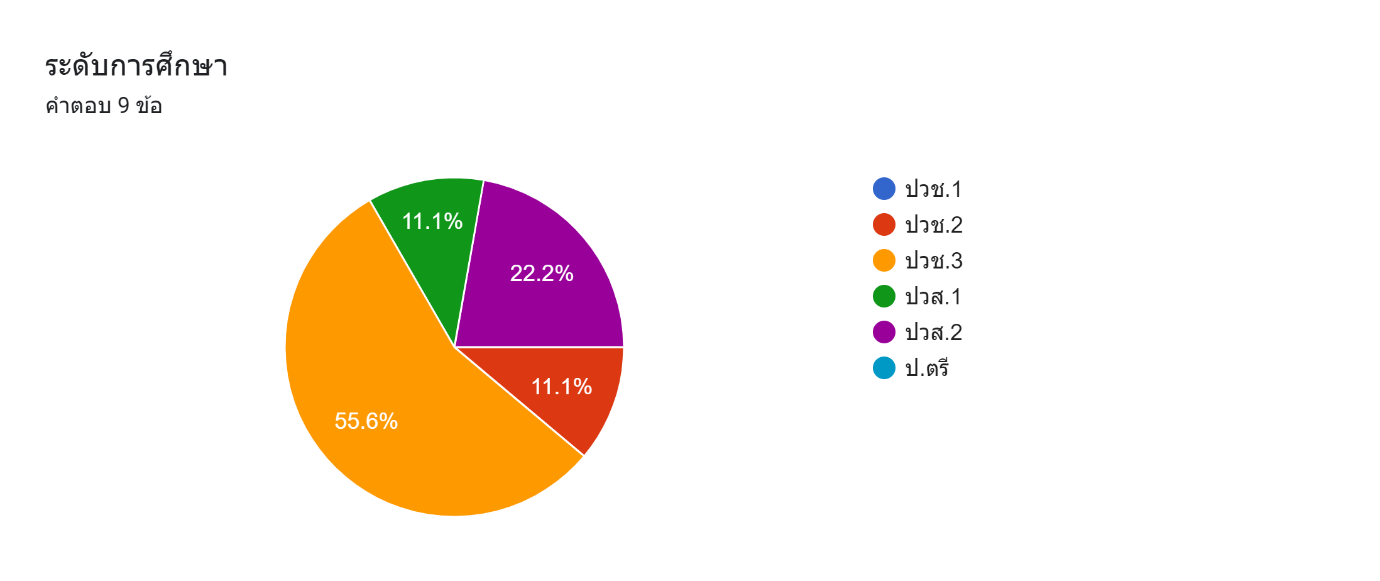 ระดับการศึกษา
คำตอบ 9 ข้อ
11.1%
22.2%
11.1%
55.6%
ปวช.1
ปวช.2
ปวช.3
ปวส.1
ปวส.2
ป.ตรี